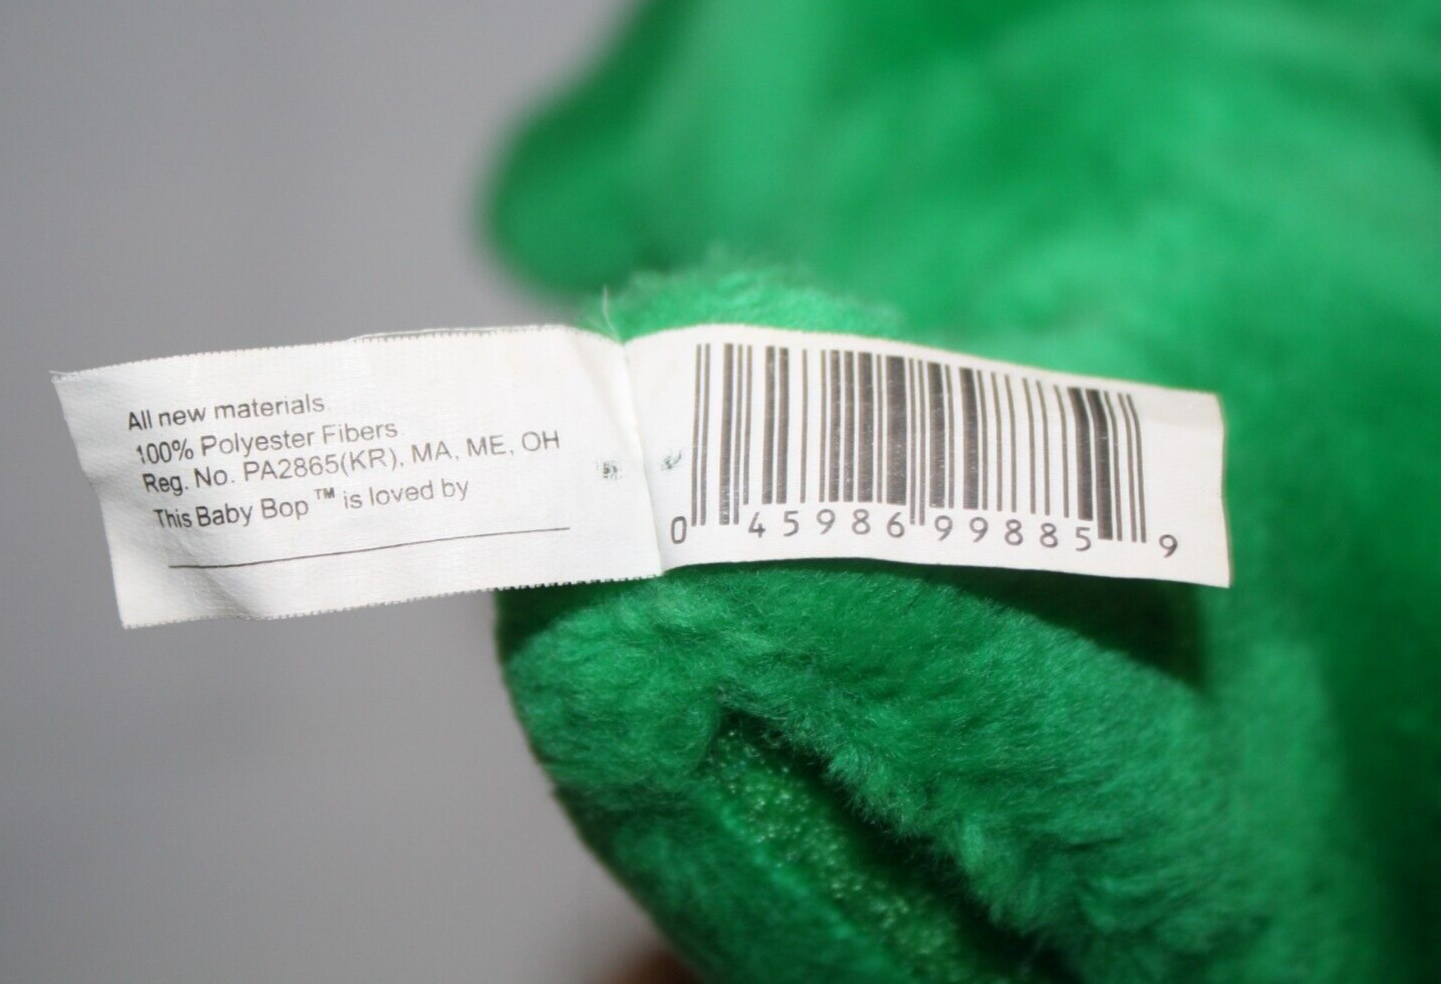 All new materials
100% Polyester Fibers
Reg. No. PA2865(KR), MA, ME, OH
This Baby Bop ™ is loved by
0 45986 99885 9